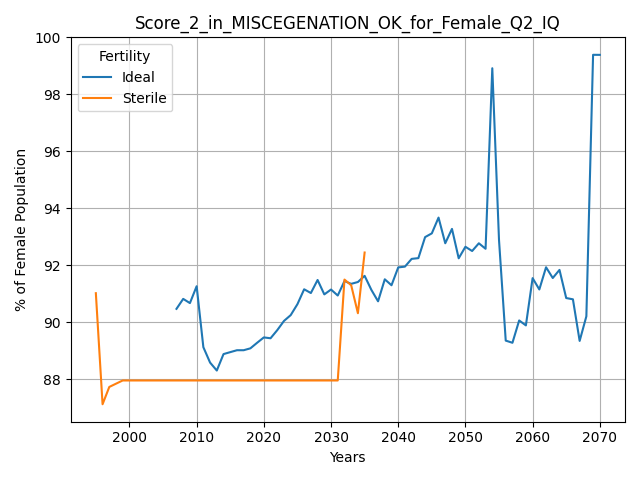 Score_2_in_MISCEGENATION_OK_for_Female_Q2_IQ
Fertility
Ideal
Sterile
% of Female Population
100
98
96
94
92
90
88
2000
2010
2020
2030
2040
2050
2060
2070
Years